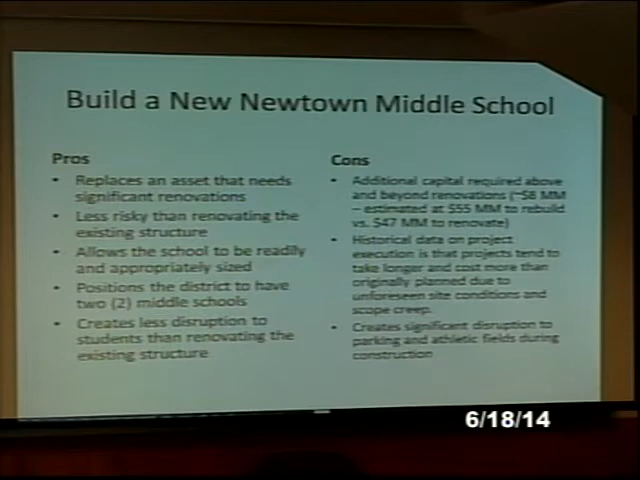 Build a New Newtown Middle School
Pros
• Replaces an asset that needs
significant renovations
• Less risky than renovating the
existing structure
• Allows the school to be readily
and appropriately sized
• Positions the district to have
two (2) middle schools
• Creates less disruption to
students than renovating the
existing structure
Cons
• Additional capital required above
and beyond renovations (~$8 MM
– estimated at $55 MM to rebuild
vs. $47 MM to renovate)
• Historical data on project
execution is that projects tend to
take longer and cost more than
originally planned due to
unforeseen site conditions and
scope creep.
• Creates significant disruption to
parking and athletic fields during
construction
6/18/14